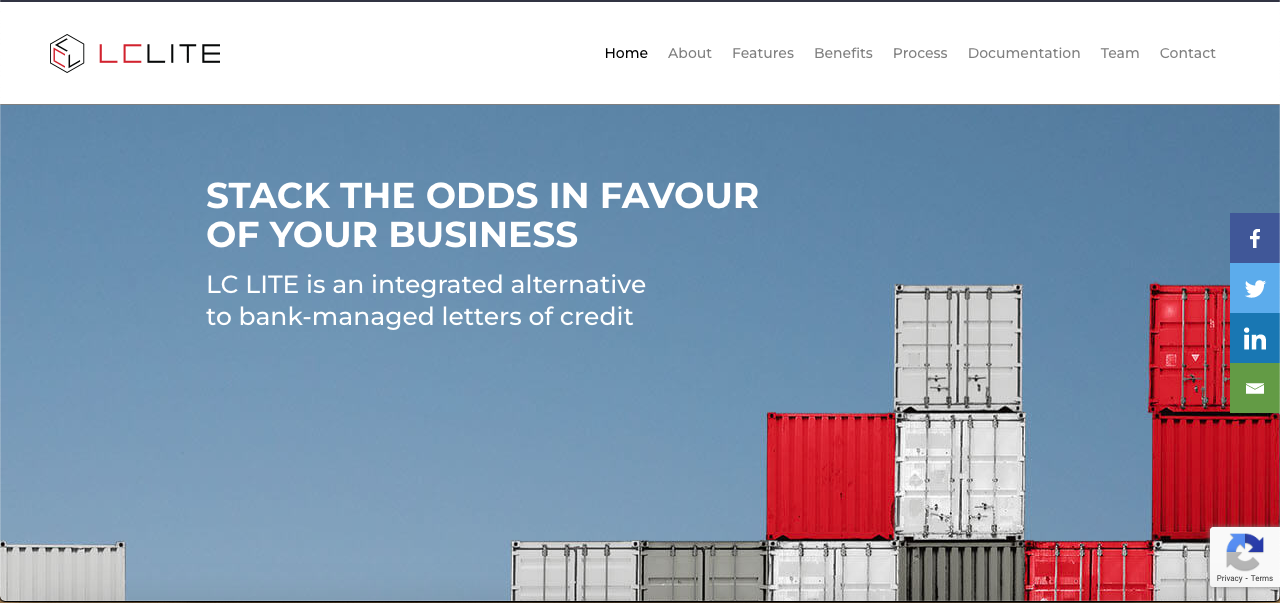 LCLITE
Home About Features Benefits Process Documentation Team Contact
STACK THE ODDS IN FAVOUR
OF YOUR BUSINESS
LC LITE is an integrated alternative
to bank-managed letters of credit
Privacy - Terms